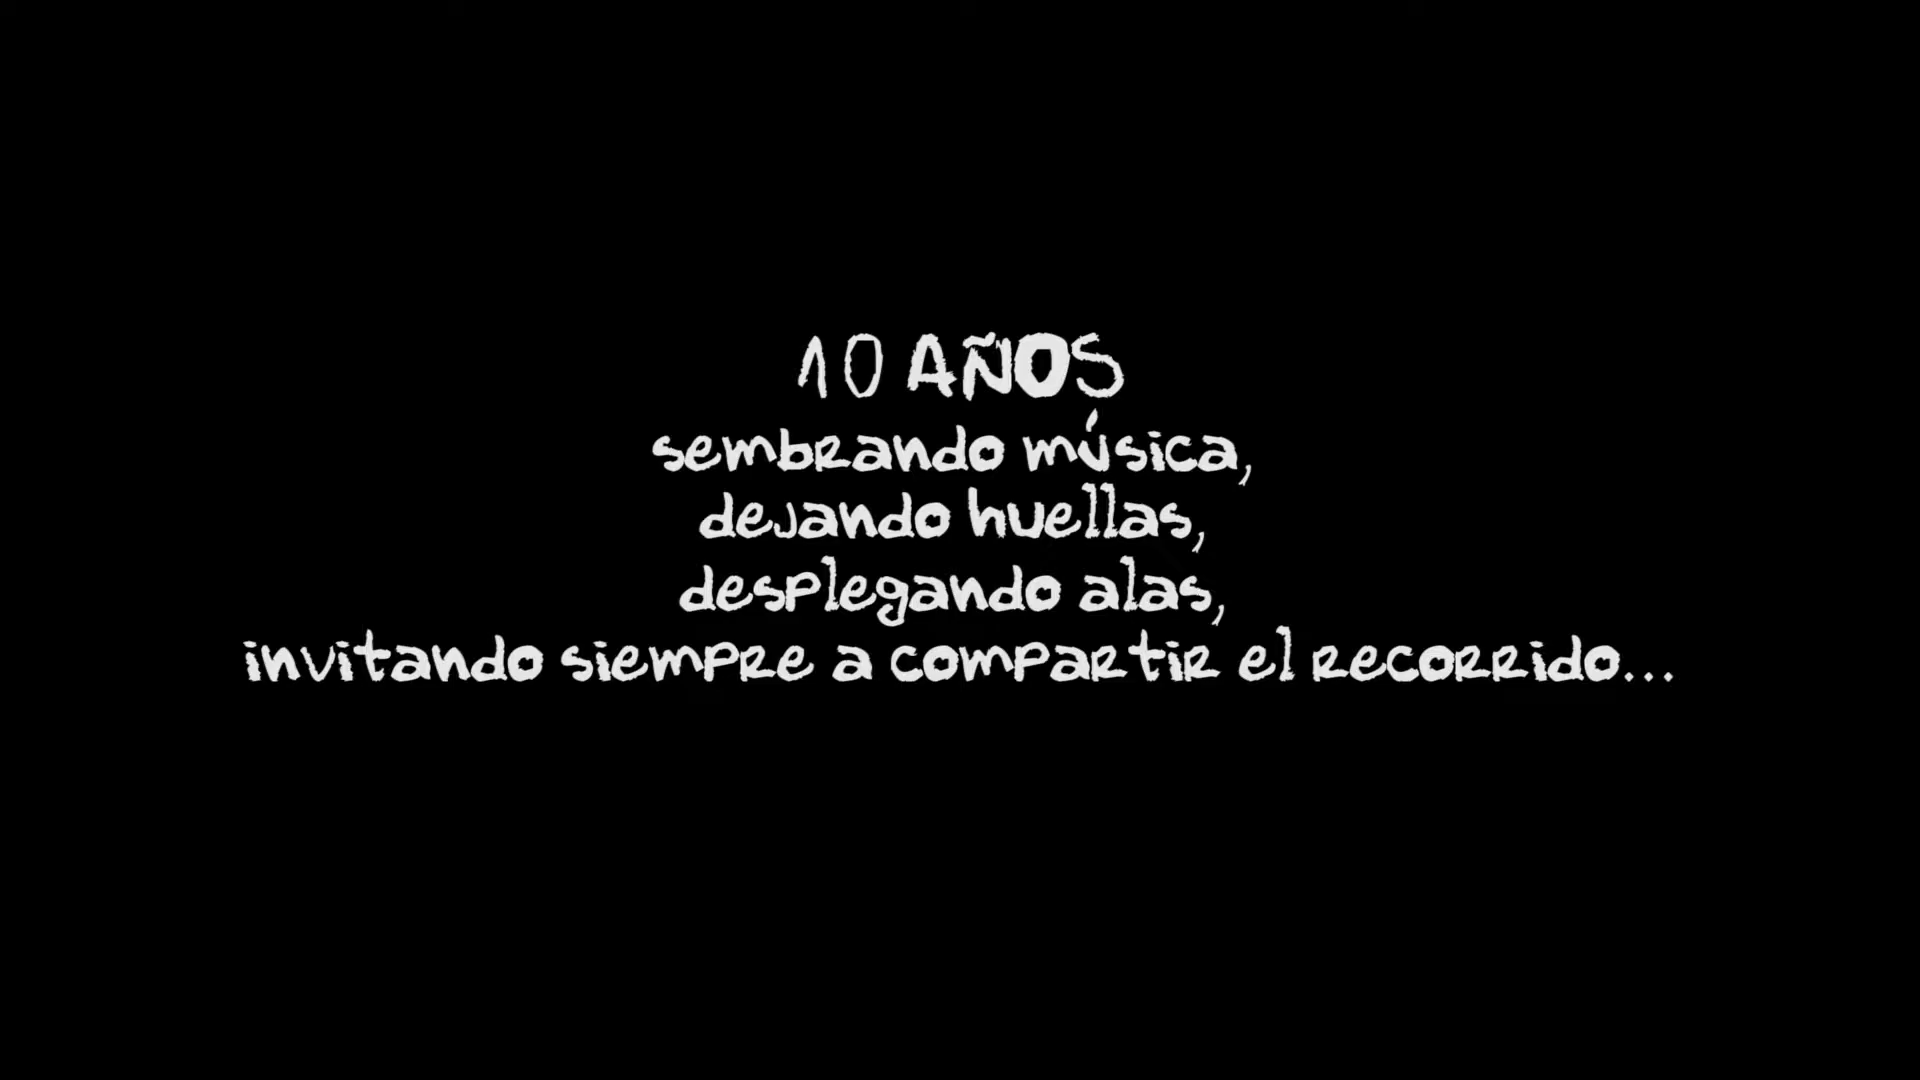 10 AÑOS
sembrando música,
dejando huellas,
desplegando alas,
invitando siempre a compartir el recorrido...